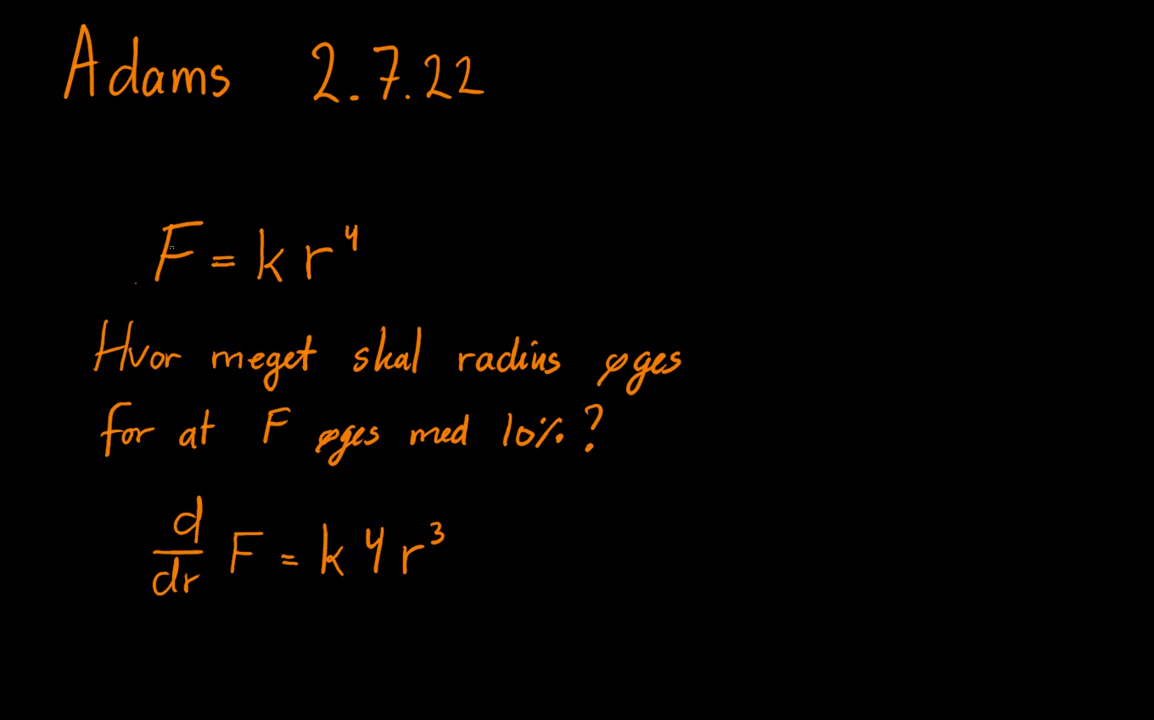 Adams 2.7.22
F = k r⁴
Hvor meget skal radius øges
for at F øges med 10%?
d/dr F = k 4 r³